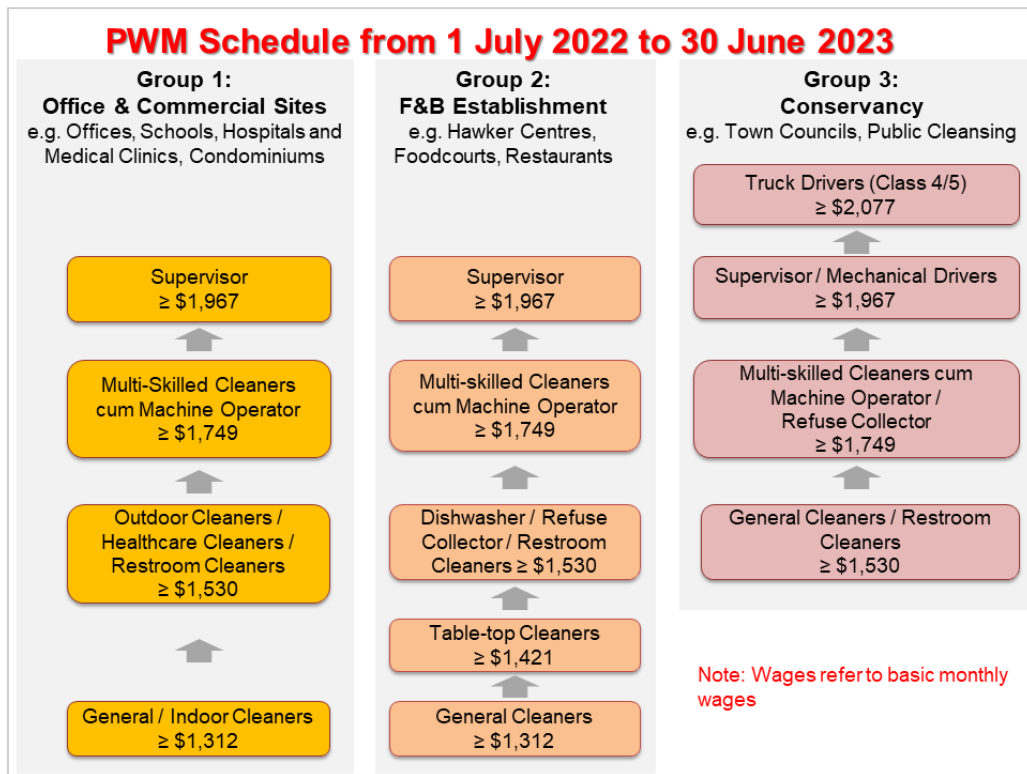 PWM Schedule from 1 July 2022 to 30 June 2023
Group 1:
Office & Commercial Sites
e.g. Offices, Schools, Hospitals and
Medical Clinics, Condominiums
Supervisor
≥ $1,967
Multi-Skilled Cleaners
cum Machine Operator
≥ $1,749
Outdoor Cleaners /
Healthcare Cleaners /
Restroom Cleaners
≥ $1,530
General / Indoor Cleaners
≥ $1,312
Group 2:
F&B Establishment
e.g. Hawker Centres,
Foodcourts, Restaurants
Supervisor
≥ $1,967
Multi-skilled Cleaners
cum Machine Operator
≥ $1,749
Dishwasher / Refuse
Collector / Restroom
Cleaners ≥ $1,530
Table-top Cleaners
≥ $1,421
General Cleaners
≥ $1,312
Group 3:
Conservancy
e.g. Town Councils, Public Cleansing
Truck Drivers (Class 4/5)
≥ $2,077
Supervisor / Mechanical Drivers
≥ $1,967
Multi-skilled Cleaners cum
Machine Operator /
Refuse Collector
≥ $1,749
General Cleaners / Restroom
Cleaners
≥ $1,530
Note: Wages refer to basic monthly
wages